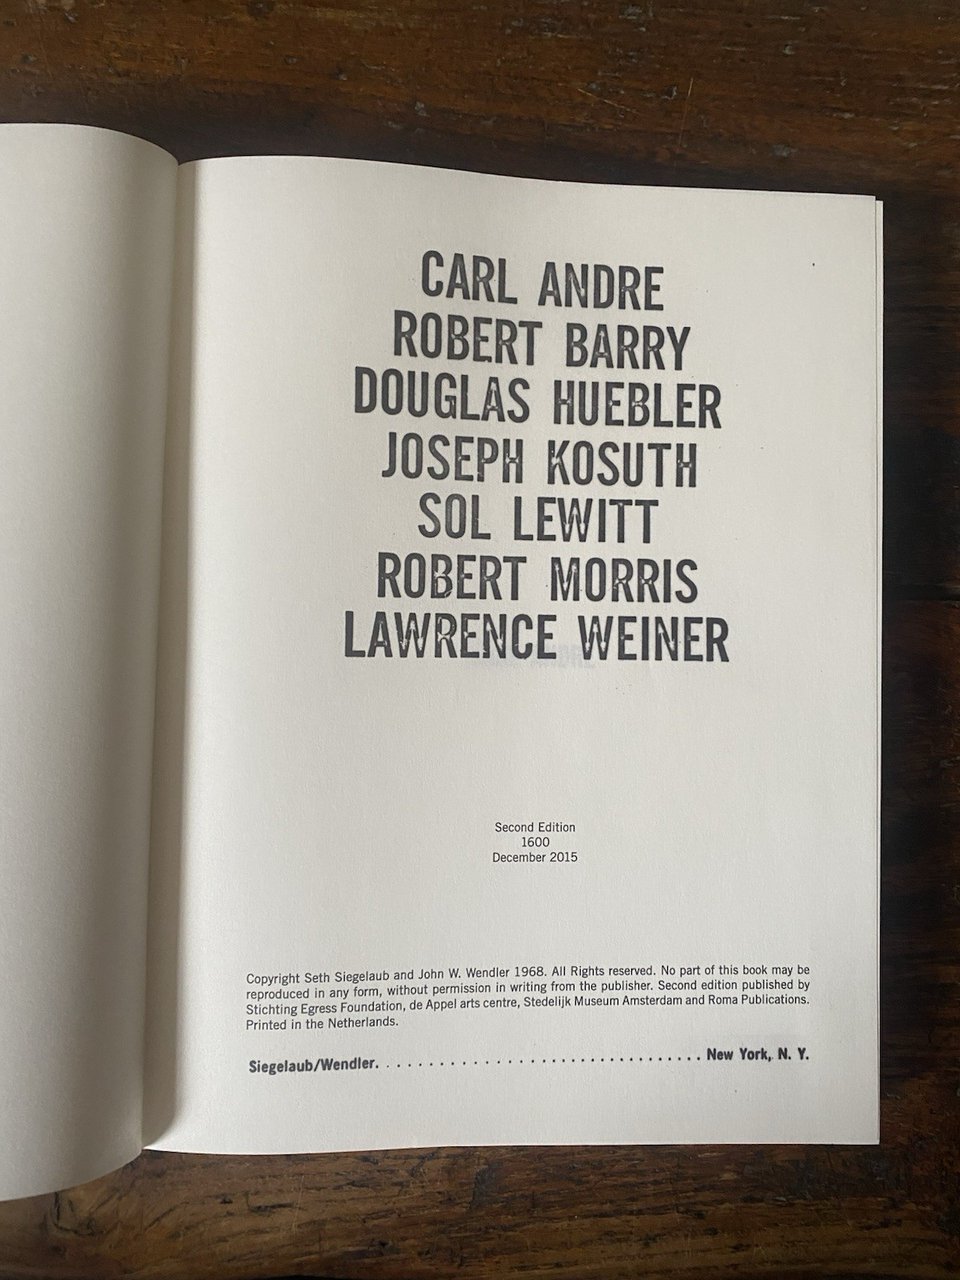 CARL ANDRE
ROBERT BARRY
DOUGLAS HUEBLER
JOSEPH KOSUTH
SOL LEWITT
ROBERT MORRIS
LAWRENCE WEINER
Second Edition
1600
December 2015
Copyright Seth Siegelaub and John W. Wendler 1968. All Rights reserved. No part of this book may be
reproduced in any form, without permission in writing from the publisher. Second edition published by
Stichting Egress Foundation, de Appel arts centre, Stedelijk Museum Amsterdam and Roma Publications.
Printed in the Netherlands.
Siegelaub/Wendler. . . . . . . . . . . . . . . . . . . . . . . . . . . . . . New York, N. Y.